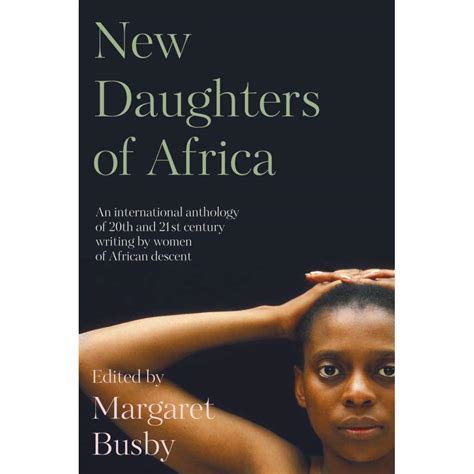 New
Daughters
of Africa
An international anthology
of 20th and 21st century
writing by women
of African descent
Edited by
Margaret
Busby